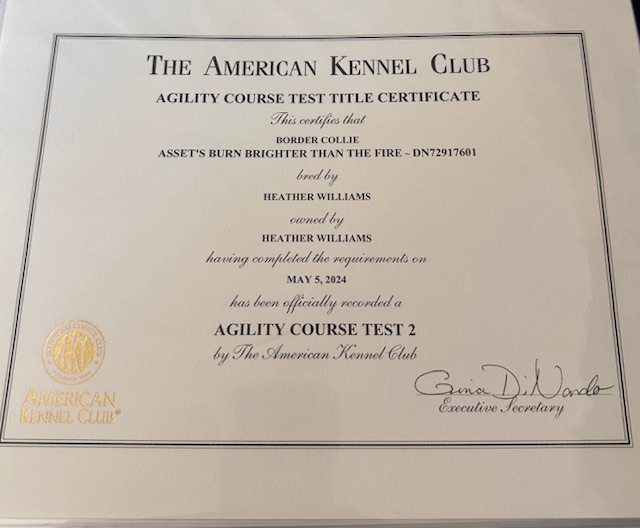 THE AMERICAN KENNEL CLUB
AGILITY COURSE TEST TITLE CERTIFICATE
This certifies that
BORDER COLLIE
ASSET'S BURN BRIGHTER THAN THE FIRE ~ DN72917601
bred by
HEATHER WILLIAMS
owned by
HEATHER WILLIAMS
having completed the requirements on
MAY 5, 2024
has been officially recorded a
AGILITY COURSE TEST 2
by The American Kennel Club
AKC
AMERICAN
KENNEL CLUB®
Gina DiNardo
Executive Secretary